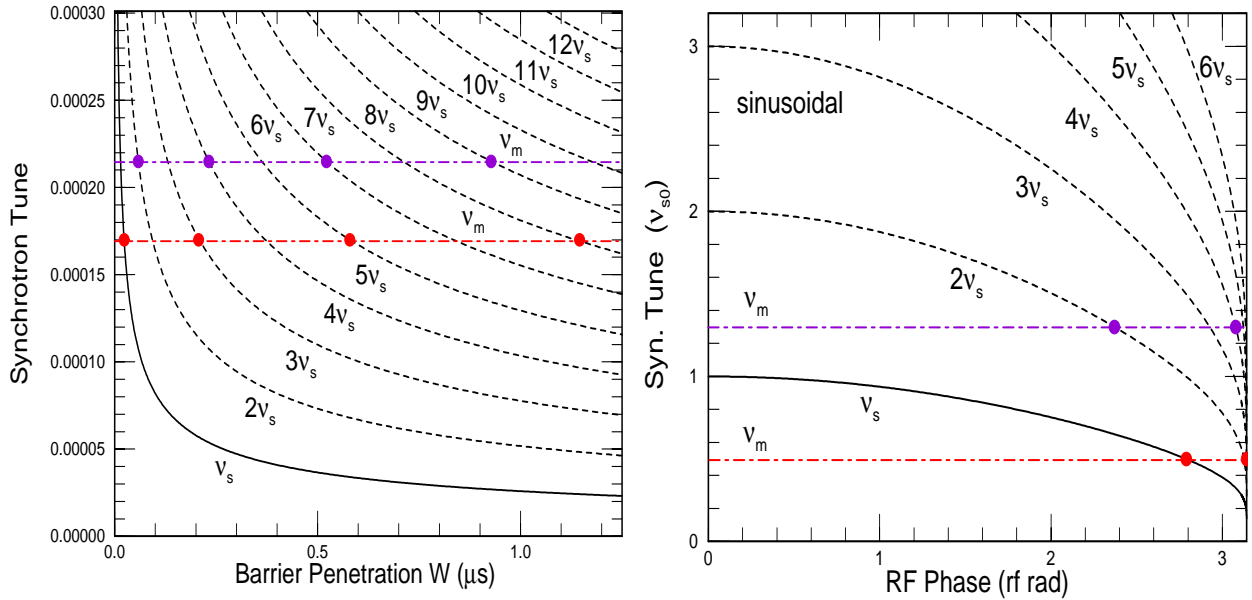 0.00030
0.00025
0.00020
0.00015
0.00010
0.00005
0.00000
Synchrotron Tune
0.0
0.5
1.0
Barrier Penetration W (μs)
12νs
11νs
10νs
9νs
8νs
7νs
6νs
νm
νm
5νs
4νs
3νs
2νs
νs
3
2
1
0
Syn. Tune (νs0)
0
1
2
3
RF Phase (rf rad)
sinusoidal
6νs
5νs
4νs
3νs
2νs
νm
νs
νm